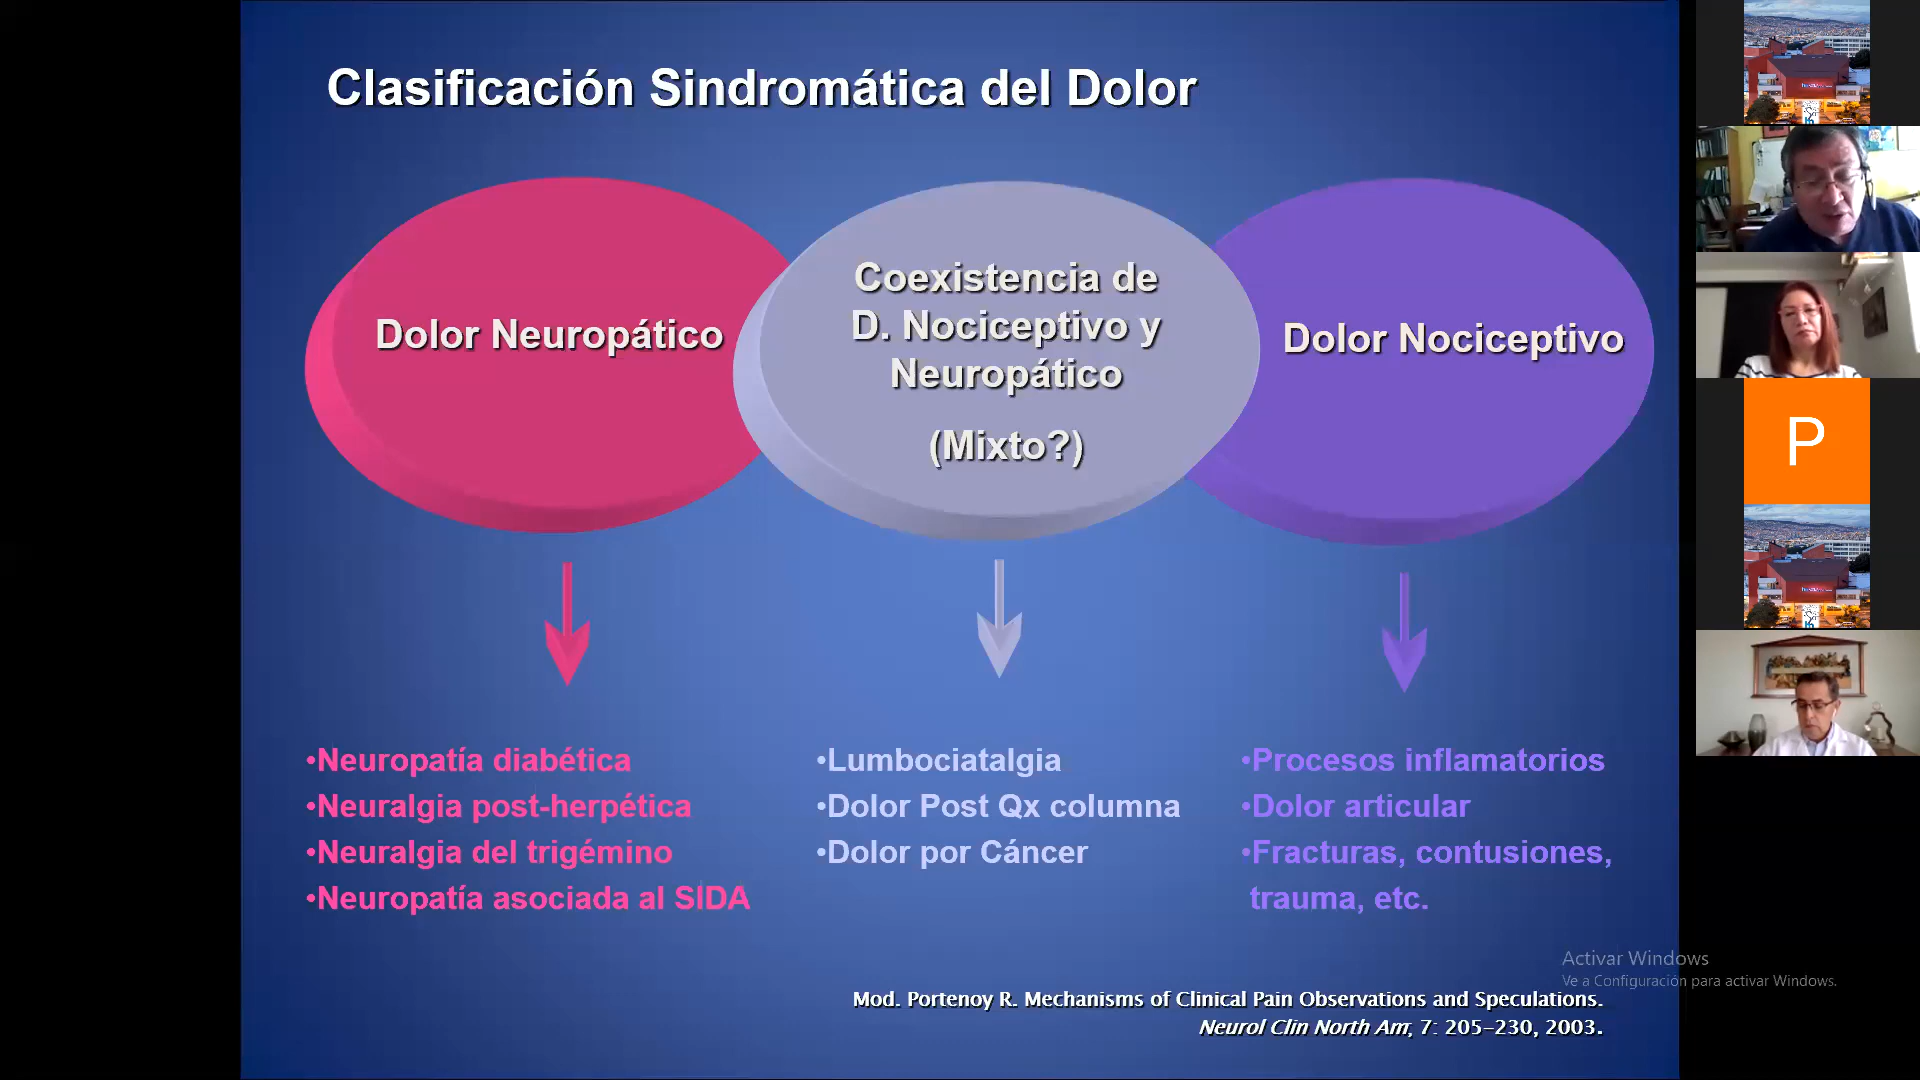 Clasificación Sindromática del Dolor
Dolor Neuropático
Coexistencia de
D. Nociceptivo y
Neuropático
(Mixto?)
Dolor Nociceptivo
•Neuropatía diabética
•Neuralgia post-herpética
•Neuralgia del trigémino
•Neuropatía asociada al SIDA
•Lumbociatalgia
•Dolor Post Qx columna
•Dolor por Cáncer
•Procesos inflamatorios
•Dolor articular
•Fracturas, contusiones,
trauma, etc.
Mod. Portenoy R. Mechanisms of Clinical Pain Observations and Speculations.
Neurol Clin North Am, 7: 205-230, 2003.
Activar Windows
Ve a Configuración para activar Windows.
P